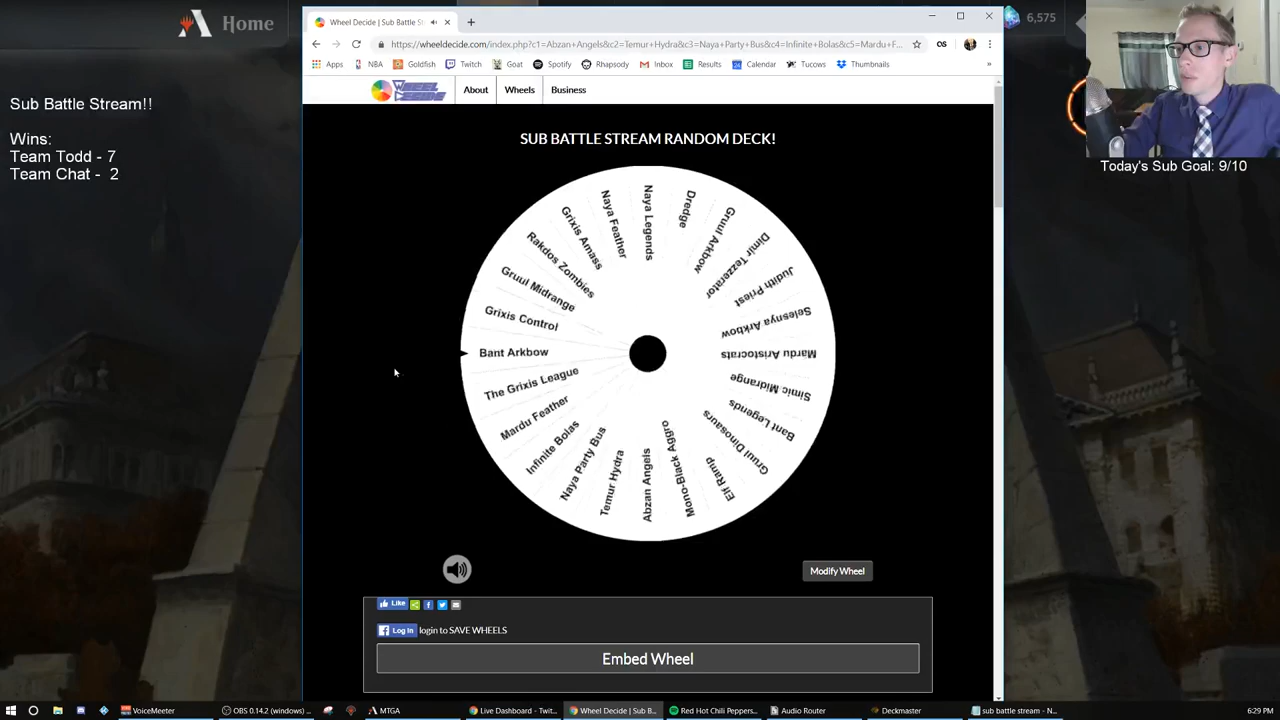 Home
6,575
Wheel Decide | Sub Battle St
https://wheeldecide.com/index.php?c1=Abzan+Angels&c2=Temur+Hydra&c3=Naya+Party+Bus&c4=Infinite+Bolas&c5=Mardu+F...
Apps
NBA
Goldfish
Twitch
Goat
Spotify
Rhapsody
Inbox
Results
Calendar
Tucows
Thumbnails
»
WHEEL DECIDE
About
Wheels
Business
Sub Battle Stream!!
Wins:
Team Todd - 7
Team Chat - 2
Today's Sub Goal: 9/10
SUB BATTLE STREAM RANDOM DECK!
Naya Legends
Dredge
Gruul Arkbow
Dimir Tezzerator
Judith Priest
Selesnya Arkbow
Mardu Aristocrats
Simic Midrange
Bant Legends
Gruul Dinosaurs
Elf Ramp
Mono-Black Aggro
Abzan Angels
Temur Hydra
Naya Party Bus
Infinite Bolas
Mardu Feather
The Grixis League
Bant Arkbow
Grixis Control
Gruul Midrange
Rakdos Zombies
Grixis Amass
Naya Feather
Modify Wheel
Like
Log In login to SAVE WHEELS
Embed Wheel
VoiceMeeter
OBS 0.14.2 (windows) ...
MTGA
Live Dashboard - Twit...
Wheel Decide | Sub B...
Red Hot Chili Peppers...
Audio Router
Deckmaster
sub battle stream - N...
6:29 PM